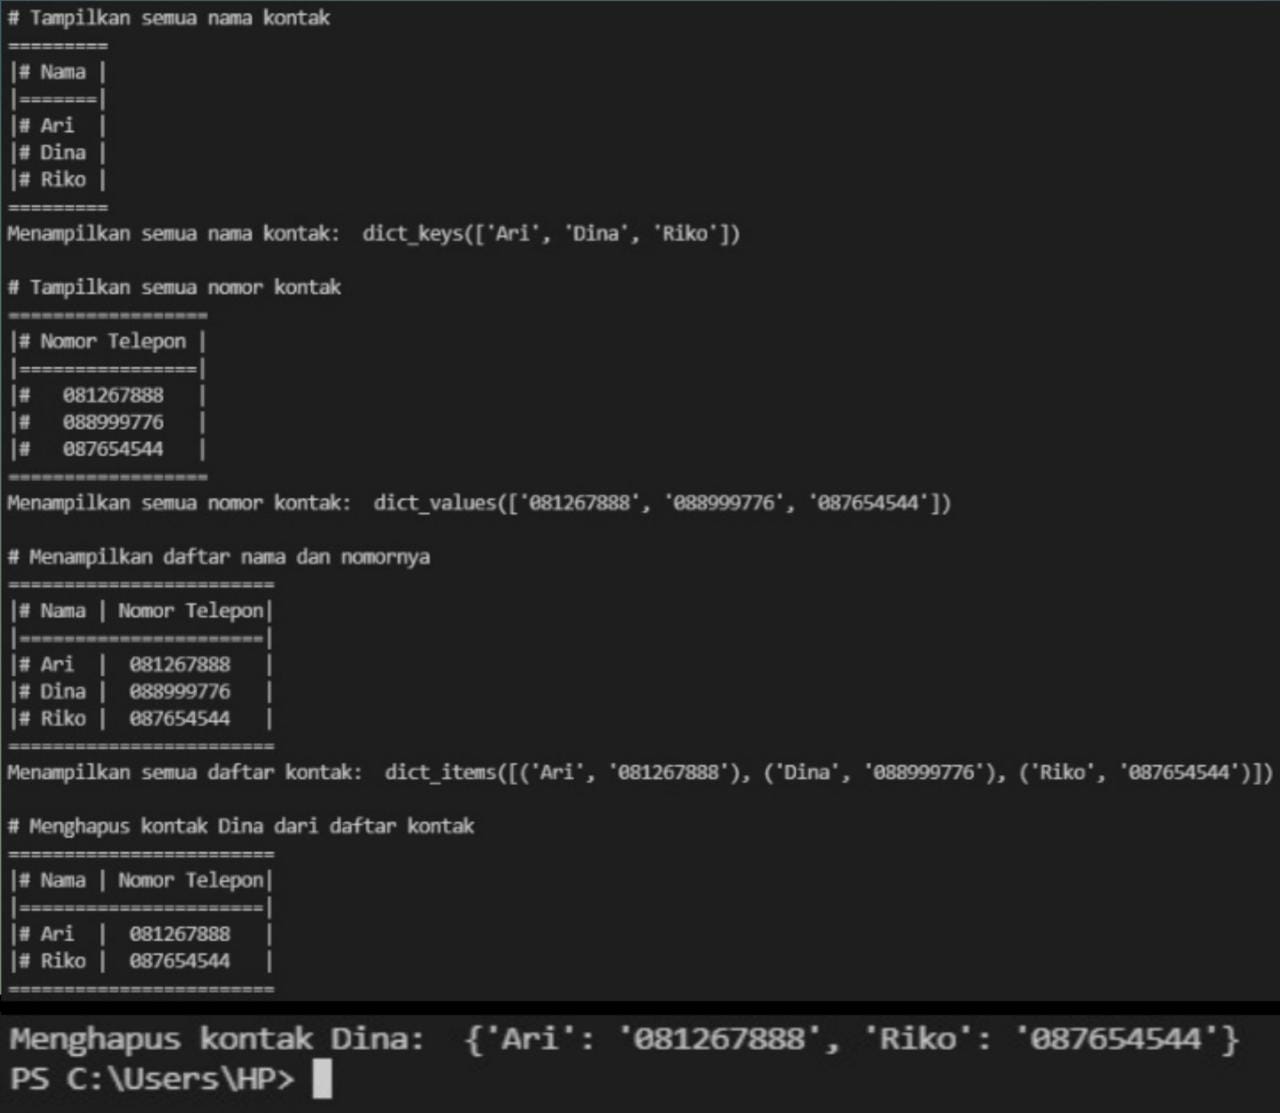 # Tampilkan semua nama kontak
=========
|# Nama |
|=======|
|# Ari  |
|# Dina |
|# Riko |
=========
Menampilkan semua nama kontak:  dict_keys(['Ari', 'Dina', 'Riko'])

# Tampilkan semua nomor kontak
==================
|# Nomor Telepon |
|================|
|#   081267888   |
|#   088999776   |
|#   087654544   |
==================
Menampilkan semua nomor kontak:  dict_values(['081267888', '088999776', '087654544'])

# Menampilkan daftar nama dan nomornya
========================
|# Nama | Nomor Telepon|
|======================|
|# Ari  |  081267888   |
|# Dina |  088999776   |
|# Riko |  087654544   |
========================
Menampilkan semua daftar kontak:  dict_items([('Ari', '081267888'), ('Dina', '088999776'), ('Riko', '087654544')])

# Menghapus kontak Dina dari daftar kontak
========================
|# Nama | Nomor Telepon|
|======================|
|# Ari  |  081267888   |
|# Riko |  087654544   |
========================
Menghapus kontak Dina:  {'Ari': '081267888', 'Riko': '087654544'}
PS C:\Users\HP>